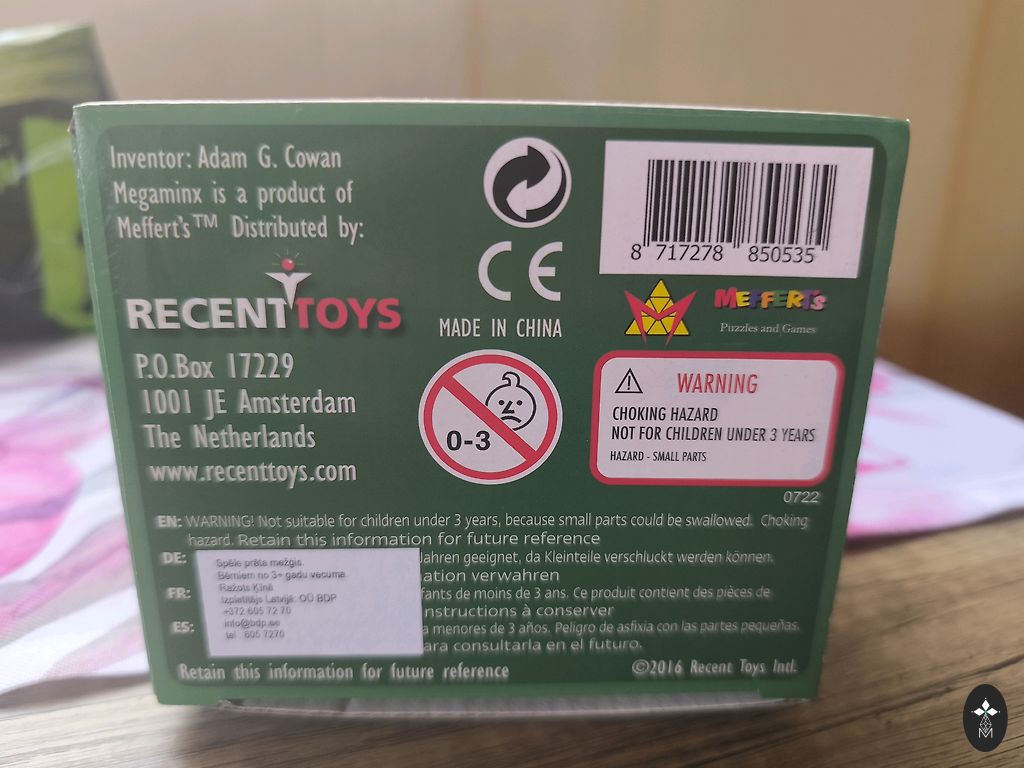 Inventor: Adam G. Cowan
Megaminx is a product of
Meffert's™ Distributed by:
RECENTTOYS
P.O.Box 17229
1001 JE Amsterdam
The Netherlands
www.recenttoys.com
CE
MADE IN CHINA
0-3
8 717278 850535
MEFFERT'S
Puzzles and Games
WARNING
CHOKING HAZARD
NOT FOR CHILDREN UNDER 3 YEARS
HAZARD - SMALL PARTS
0722
EN: WARNING! Not suitable for children under 3 years, because small parts could be swallowed. Choking
hazard. Retain this information for future reference
DE: Jahren geeignet, da Kleinteile verschluckt werden können.
ation verwahren
FR: fants de moins de 3 ans. Ce produit contient des pièces de
nstructions à conserver
ES: a menores de 3 años. Peligro de asfixia con las partes pequeñas.
ara consultarla en el futuro.
Spēle prāta mežģis.
Bērniem no 3+ gadu vecuma.
Ražots Ķīnā
Izplatītājs Latvijā: OÜ BDP
+372 605 72 70
info@bdp.ee
tel : 605 7270
Retain this information for future reference
©2016 Recent Toys Intl.
M